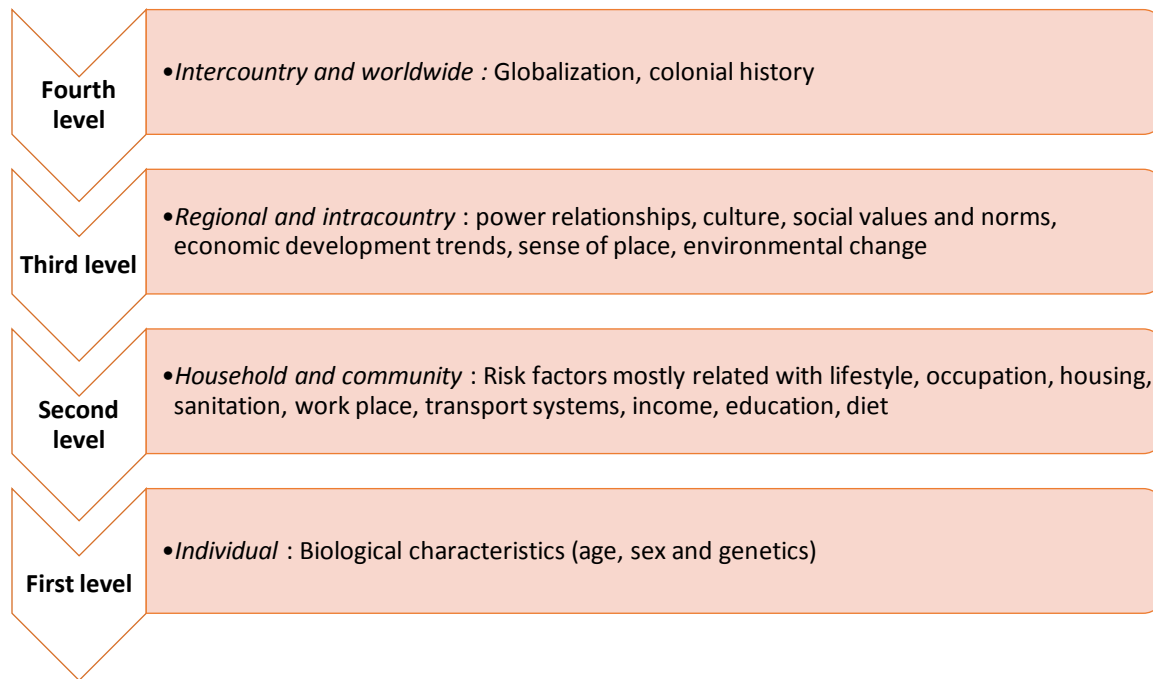 Fourth
level
•Intercountry and worldwide : Globalization, colonial history
Third level
•Regional and intracountry : power relationships, culture, social values and norms,
economic development trends, sense of place, environmental change
Second
level
•Household and community : Risk factors mostly related with lifestyle, occupation, housing,
sanitation, work place, transport systems, income, education, diet
First level
•Individual : Biological characteristics (age, sex and genetics)